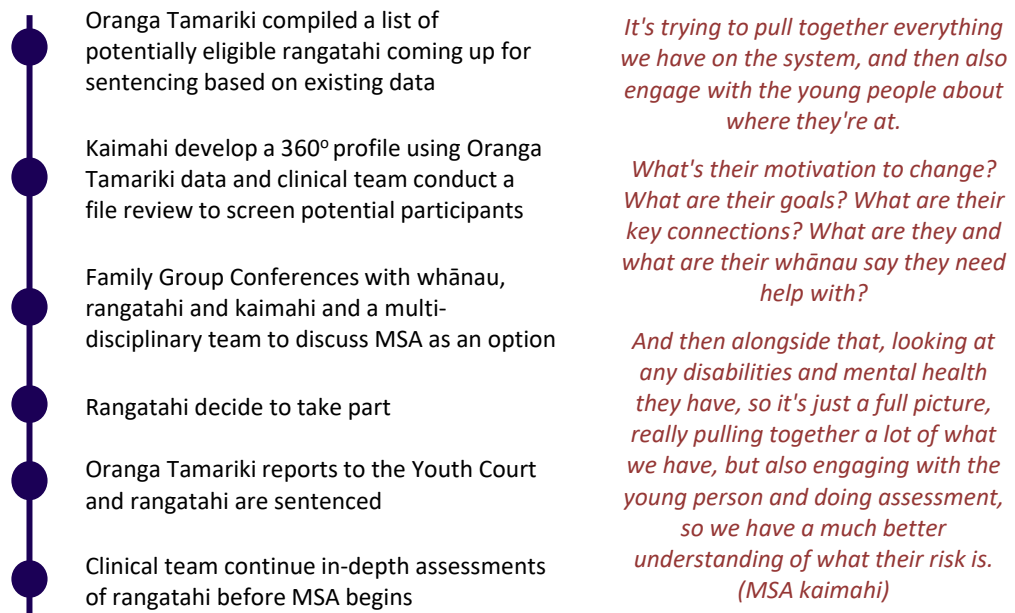 Oranga Tamariki compiled a list of
potentially eligible rangatahi coming up for
sentencing based on existing data
Kaimahi develop a 360º profile using Oranga
Tamariki data and clinical team conduct a
file review to screen potential participants
Family Group Conferences with whānau,
rangatahi and kaimahi and a multi-
disciplinary team to discuss MSA as an option
Rangatahi decide to take part
Oranga Tamariki reports to the Youth Court
and rangatahi are sentenced
Clinical team continue in-depth assessments
of rangatahi before MSA begins
It's trying to pull together everything
we have on the system, and then also
engage with the young people about
where they're at.
What's their motivation to change?
What are their goals? What are their
key connections? What are they and
what are their whānau say they need
help with?
And then alongside that, looking at
any disabilities and mental health
they have, so it's just a full picture,
really pulling together a lot of what
we have, but also engaging with the
young person and doing assessment,
so we have a much better
understanding of what their risk is.
(MSA kaimahi)